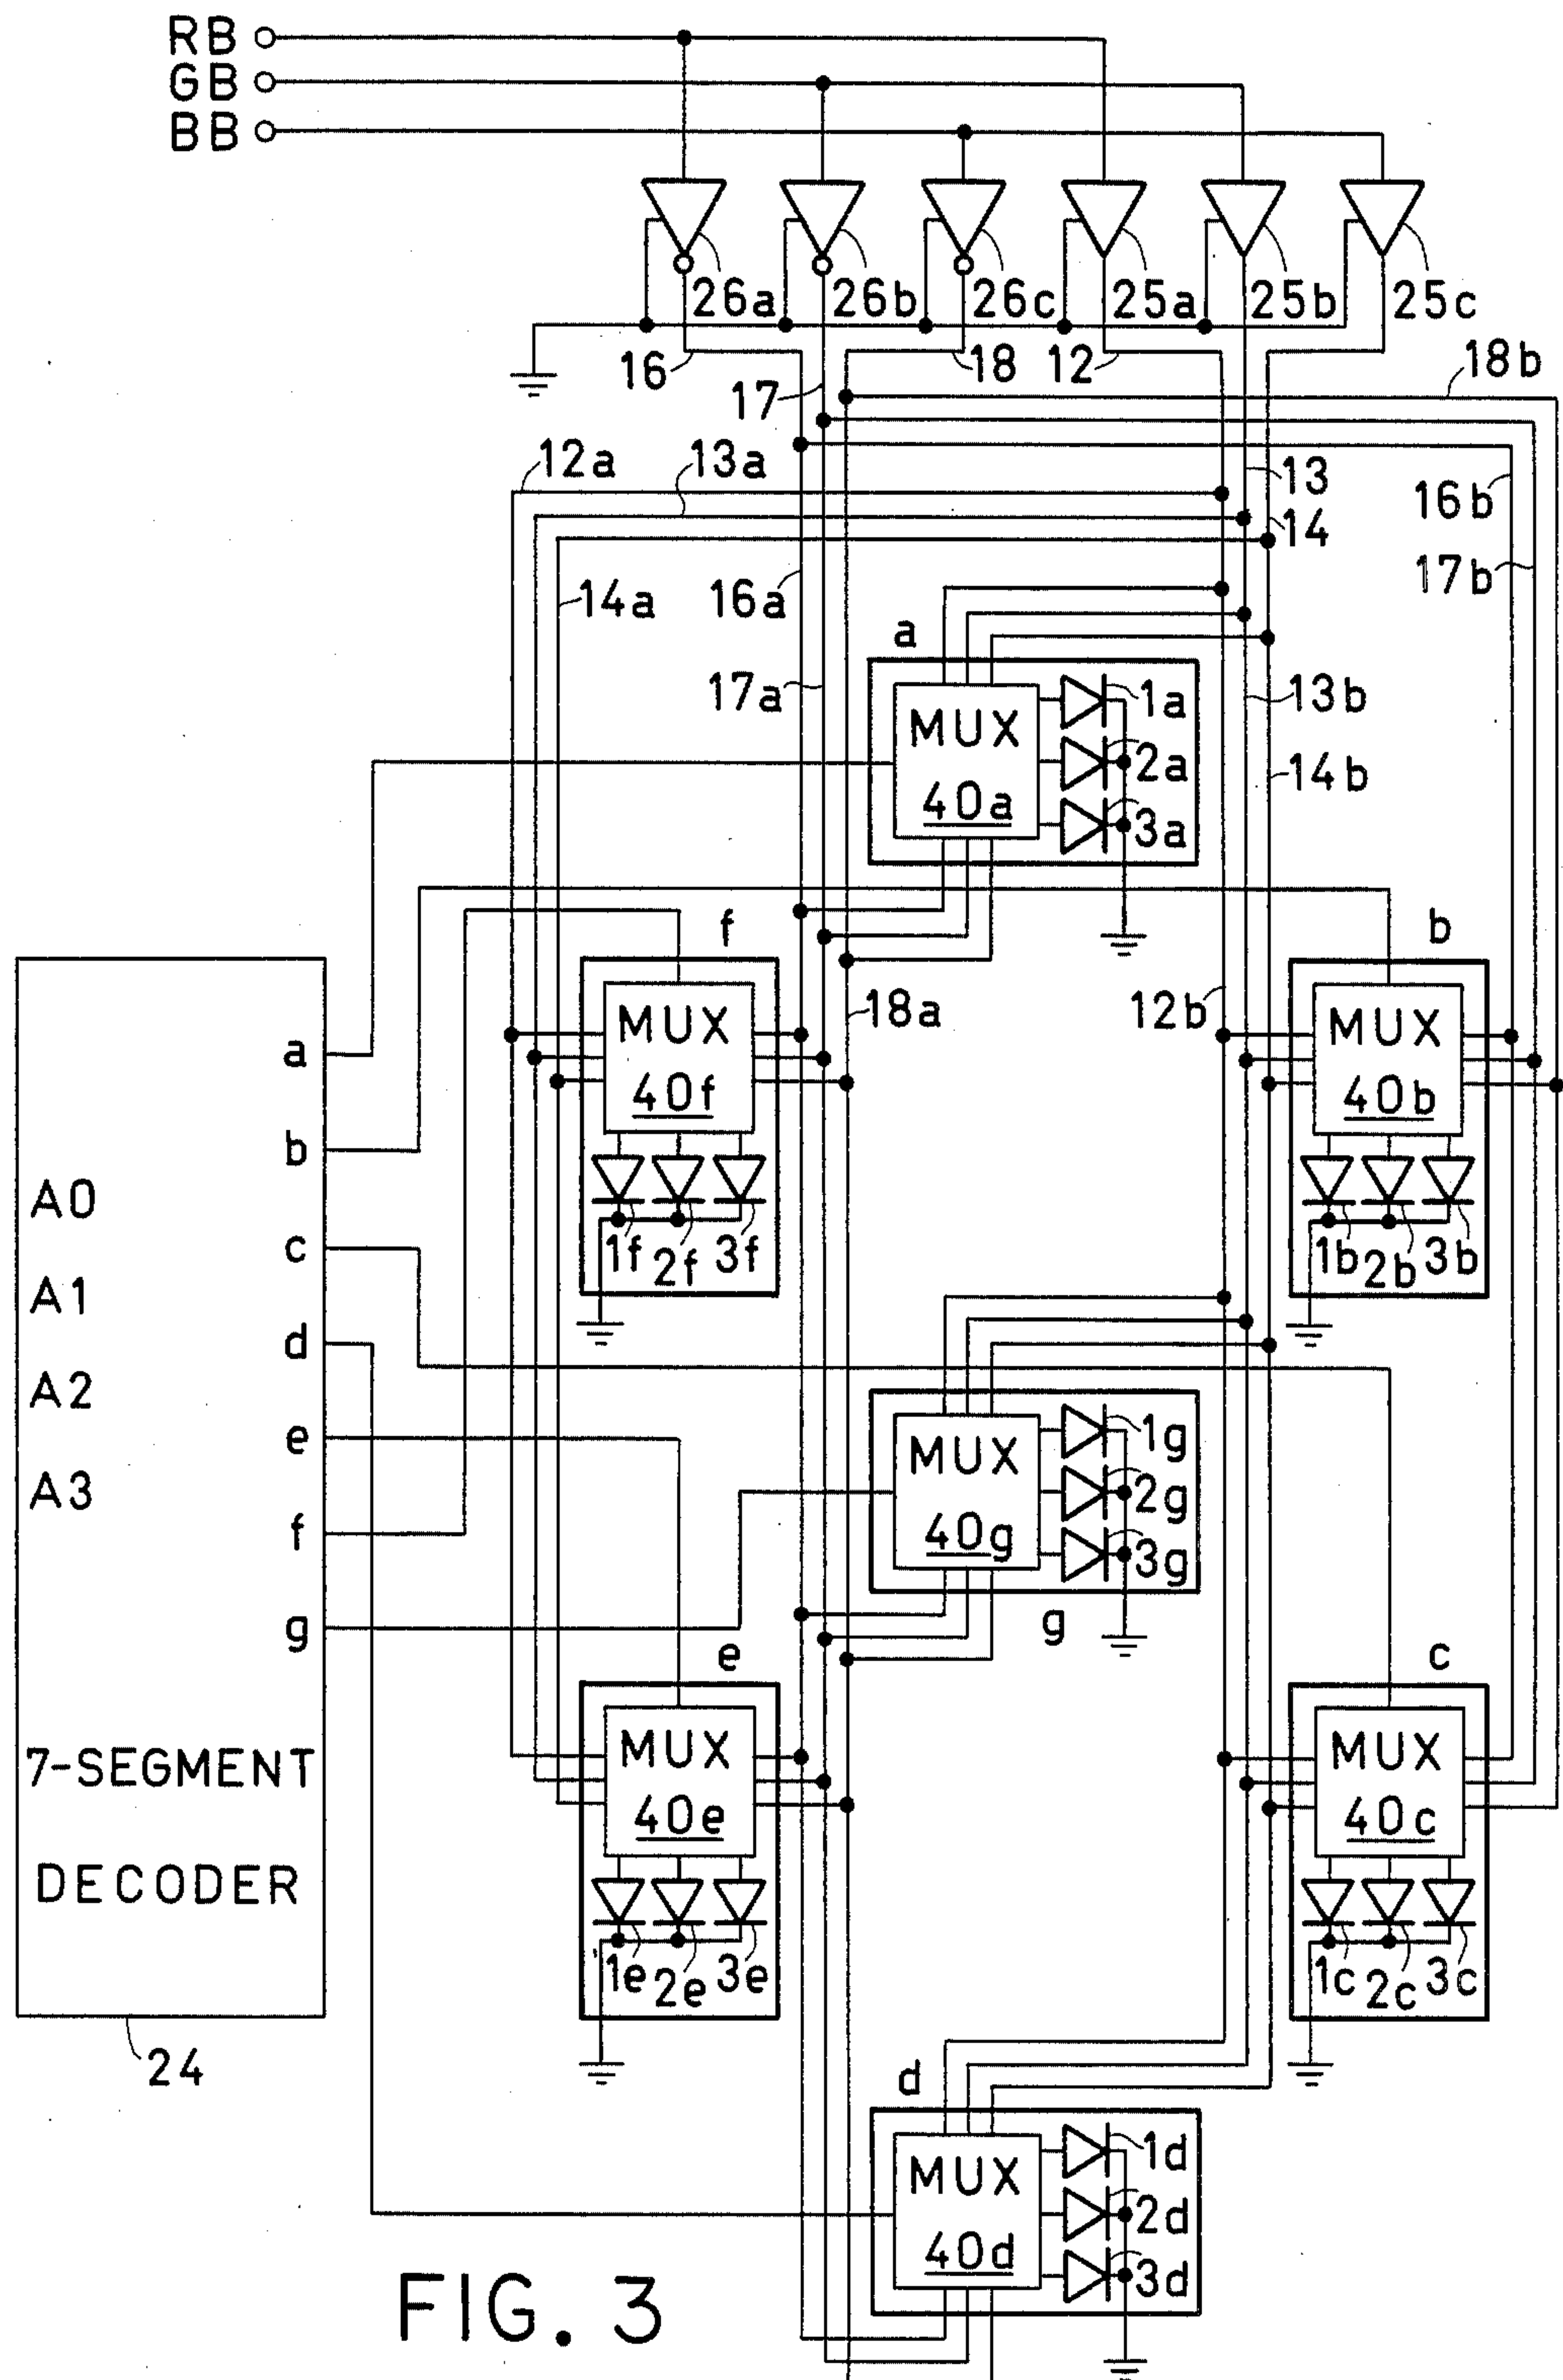 RB
GB
BB
26a 26b 26c 25a 25b 25c
16 18 12 18b
17
12a 13a 13 16b
14
14a 16a 17b
a
17a 1a 13b
MUX 2a 14b
40a 3a
f b
18a 12b
MUX MUX
a
40f 40b
b
A0
1f 2f 3f 1b 2b 3b
c
A1
d
A2
e 1g
MUX 2g
A3
f 40g 3g
g
g
e c
MUX MUX
7-SEGMENT
40e 40c
DECODER
1e 2e 3e 1c 2c 3c
24
d
1d
MUX 2d
40d 3d
FIG. 3